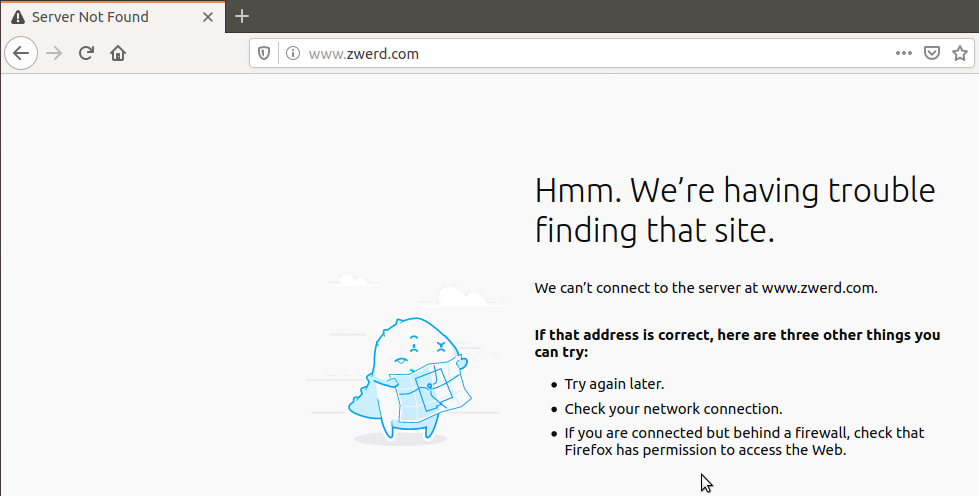 Server Not Found
www.zwerd.com
Hmm. We’re having trouble
finding that site.
We can’t connect to the server at www.zwerd.com.
If that address is correct, here are three other things you
can try:
Try again later.
Check your network connection.
If you are connected but behind a firewall, check that
Firefox has permission to access the Web.